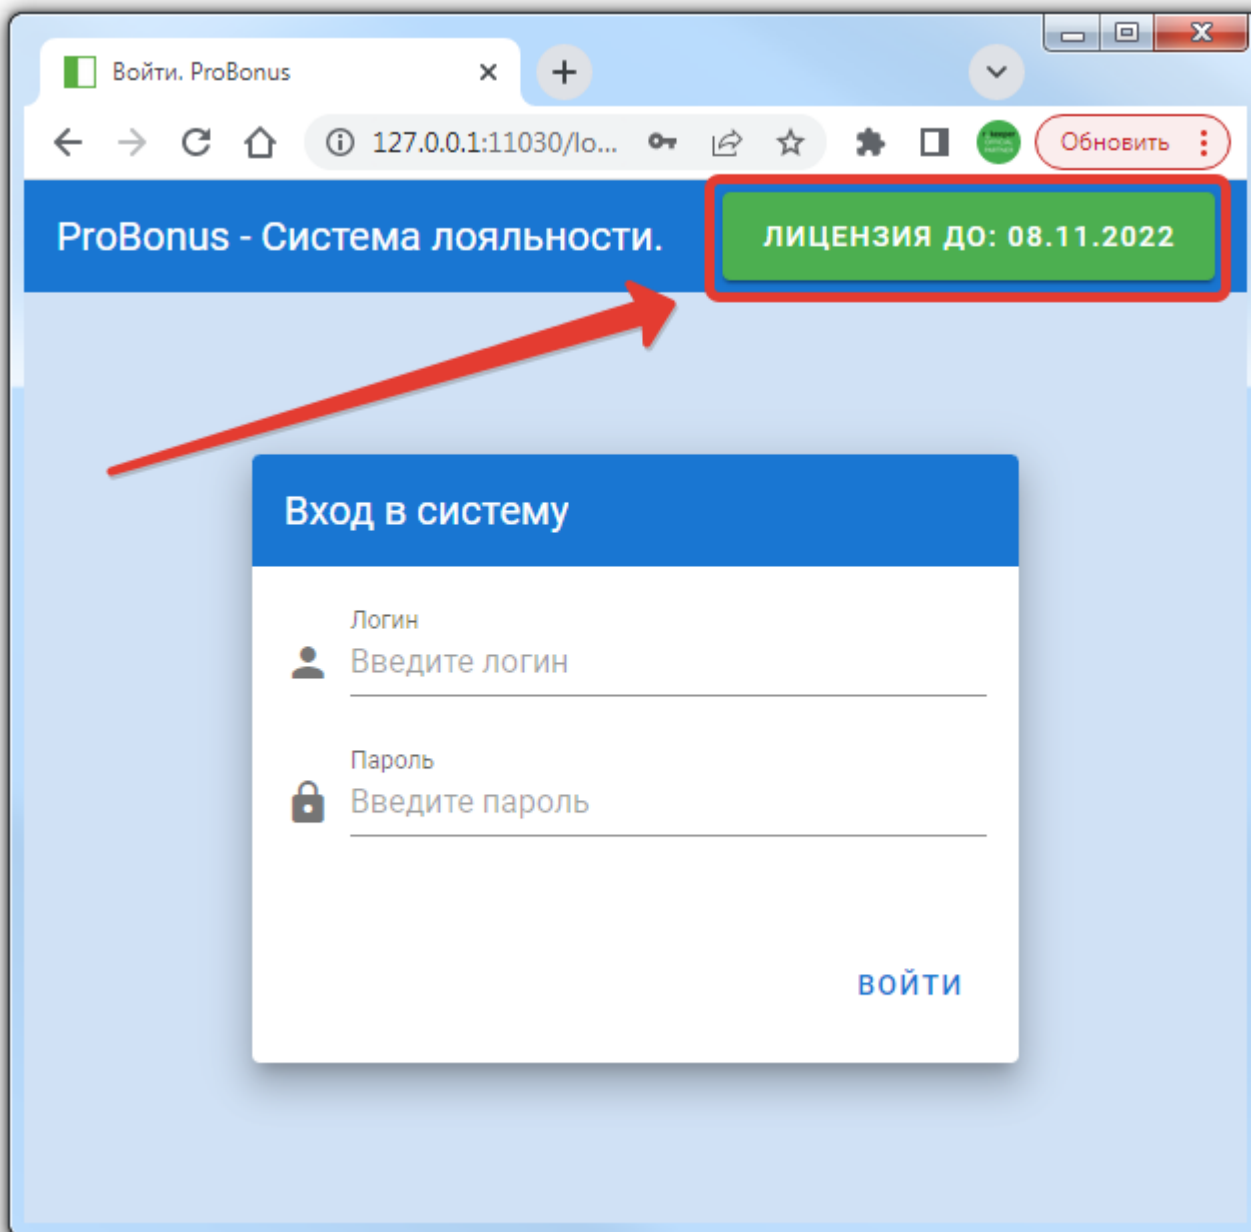 Войти. ProBonus
127.0.0.1:11030/lo...
Обновить
ProBonus - Система лояльности.
ЛИЦЕНЗИЯ ДО: 08.11.2022
Вход в систему
Логин
Введите логин
Пароль
Введите пароль
ВОЙТИ